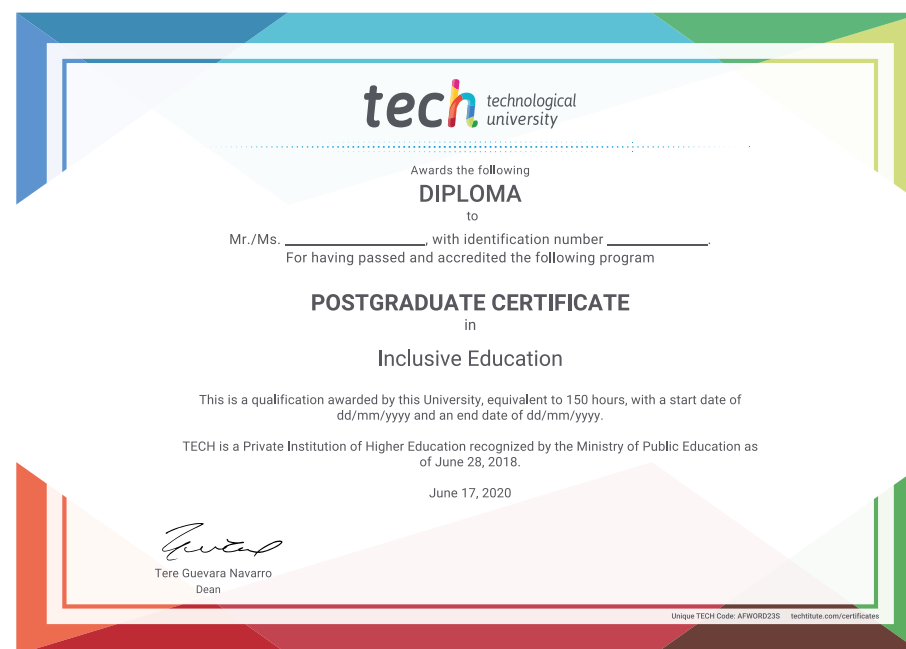 tech technological
university
Awards the following
DIPLOMA
to
Mr./Ms. ____________________, with identification number ______________.
For having passed and accredited the following program
POSTGRADUATE CERTIFICATE
in
Inclusive Education
This is a qualification awarded by this University, equivalent to 150 hours, with a start date of
dd/mm/yyyy and an end date of dd/mm/yyyy.
TECH is a Private Institution of Higher Education recognized by the Ministry of Public Education as
of June 28, 2018.
June 17, 2020
Tere Guevara Navarro
Dean
Unique TECH Code: AFWORD23S techtitute.com/certificates